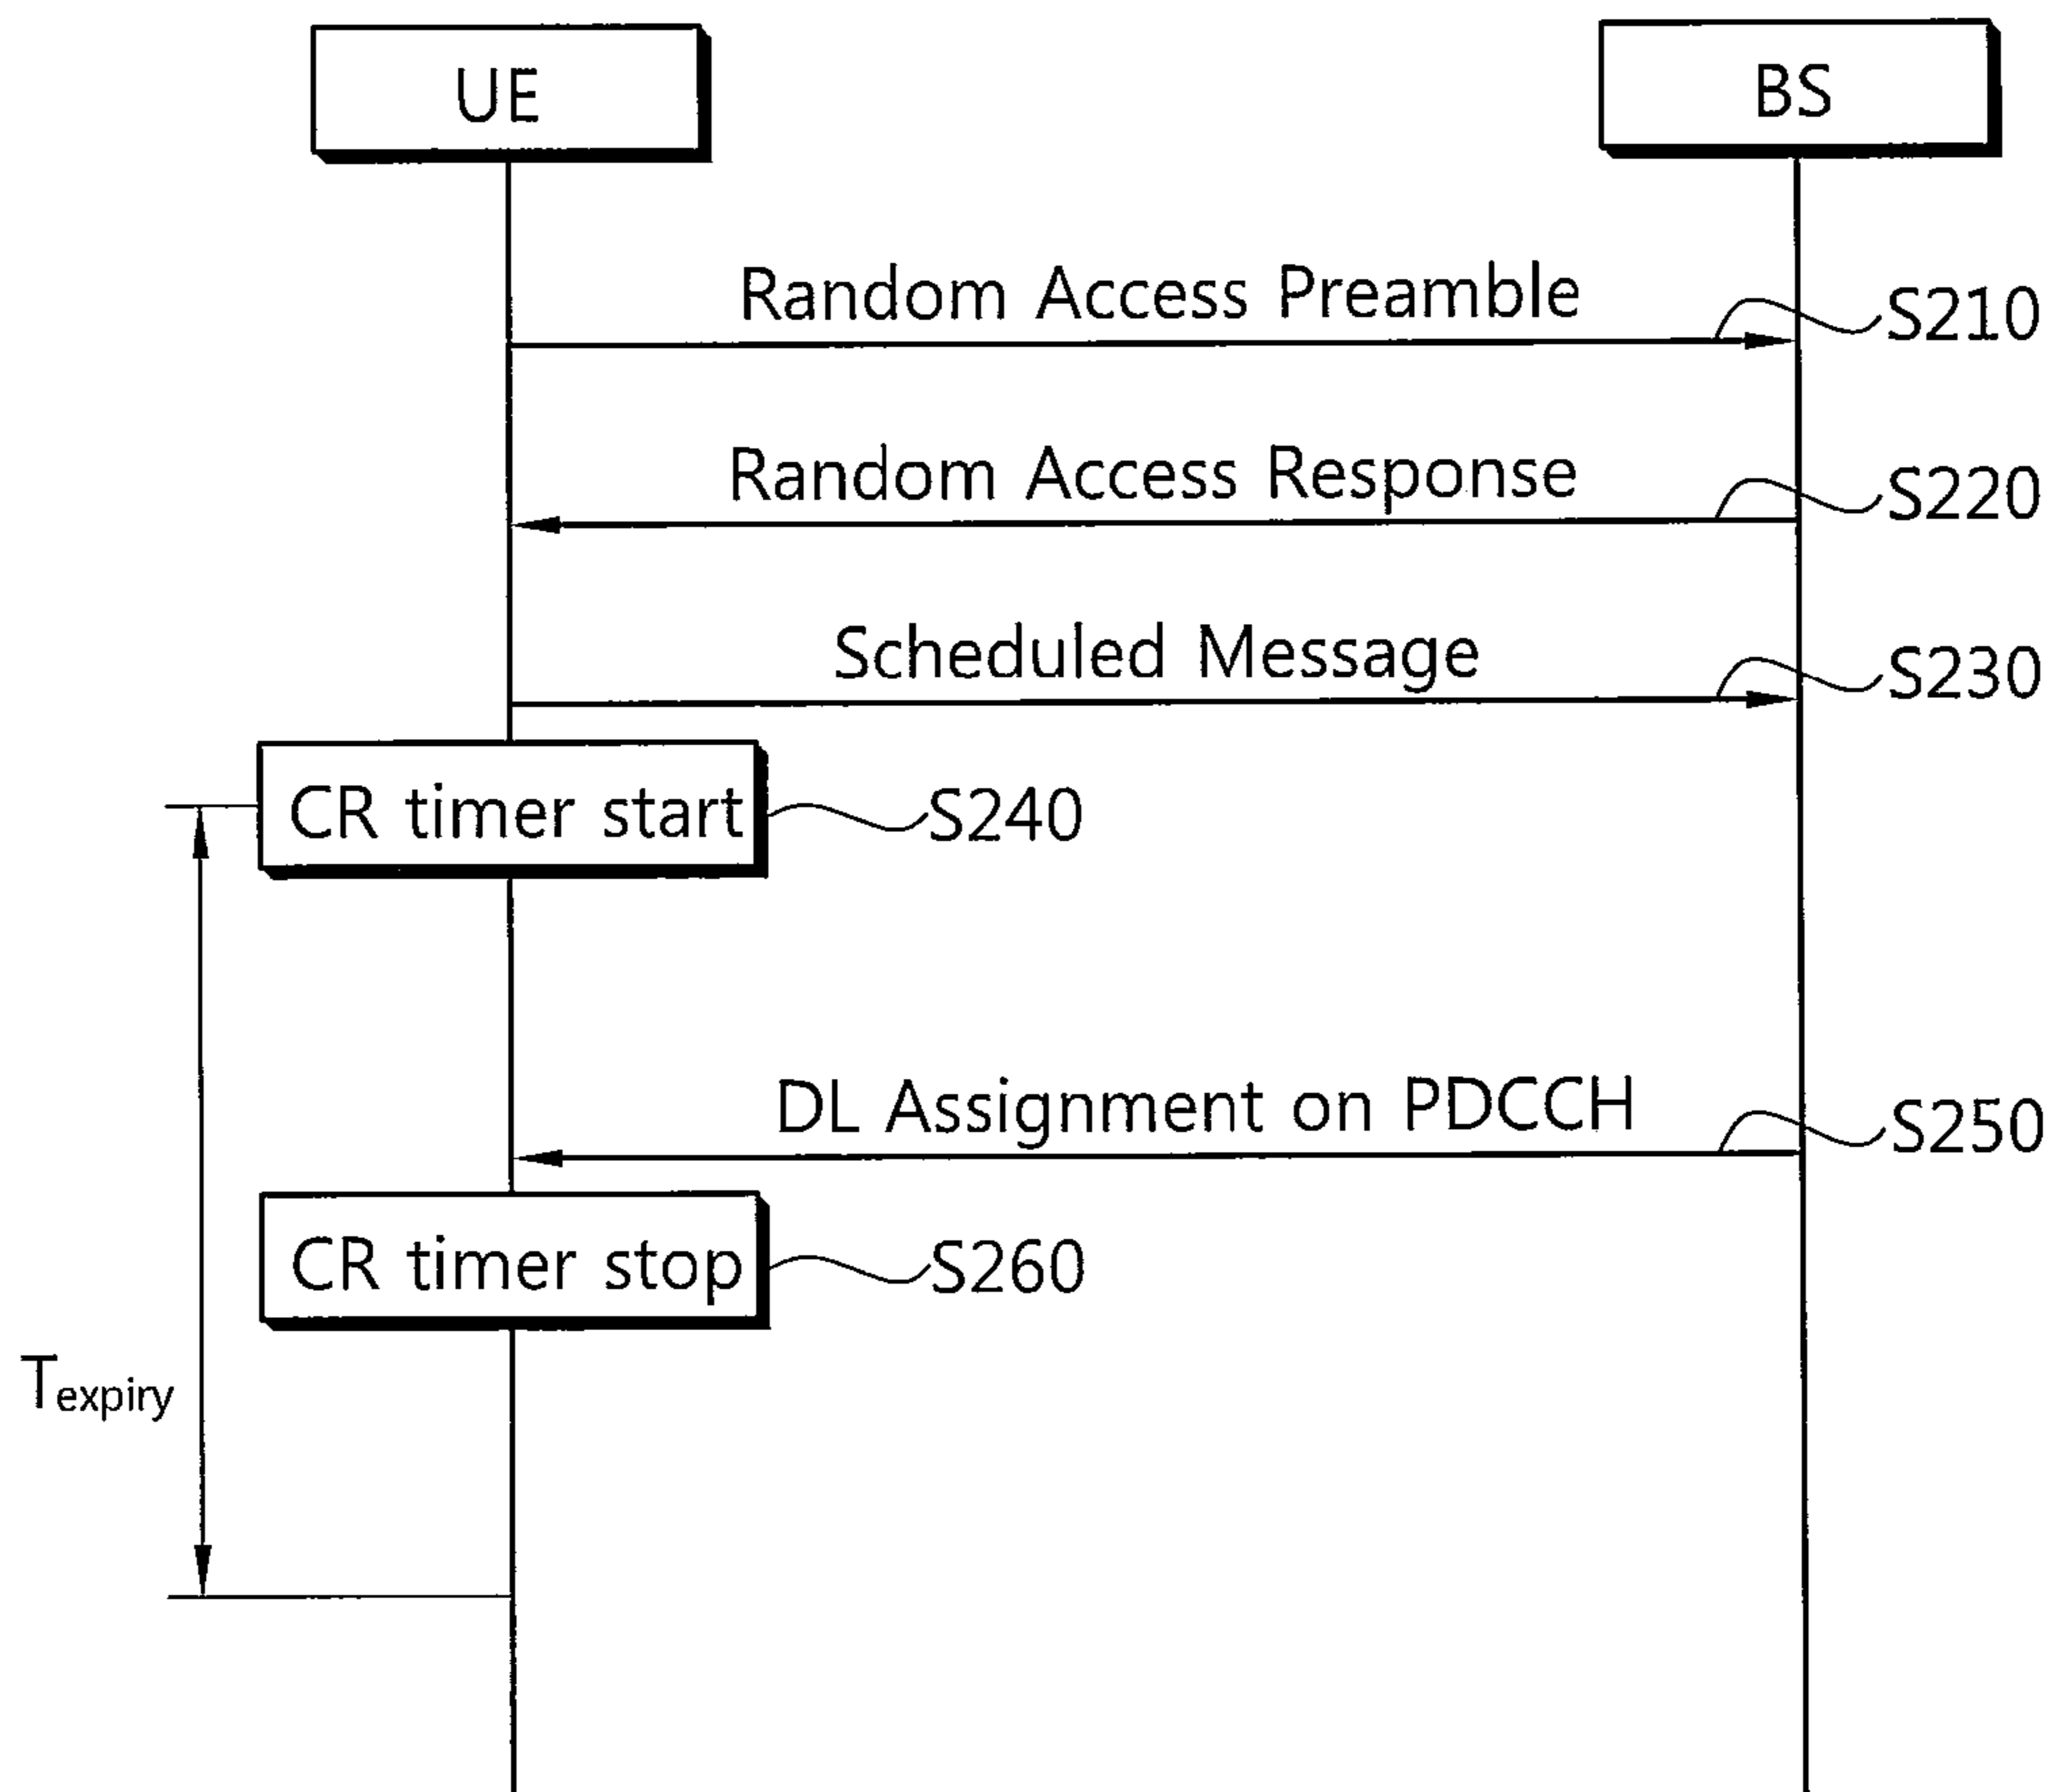 UE
BS
Random Access Preamble
S210
Random Access Response
S220
Scheduled Message
S230
CR timer start
S240
DL Assignment on PDCCH
S250
CR timer stop
S260
Texpiry